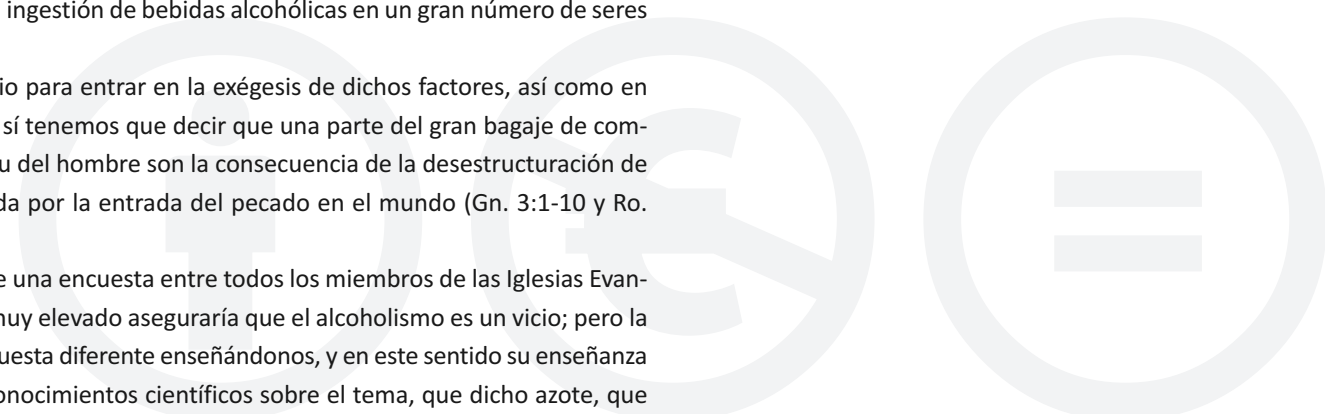 ingestión de bebidas alcohólicas en un gran número de seres
io para entrar en la exégesis de dichos factores, así como en
sí tenemos que decir que una parte del gran bagaje de com-
u del hombre son la consecuencia de la desestructuración de
da por la entrada del pecado en el mundo (Gn. 3:1-10 y Ro.
e una encuesta entre todos los miembros de las Iglesias Evan-
muy elevado aseguraría que el alcoholismo es un vicio; pero la
uesta diferente enseñándonos, y en este sentido su enseñanza
onocimientos científicos sobre el tema, que dicho azote, que